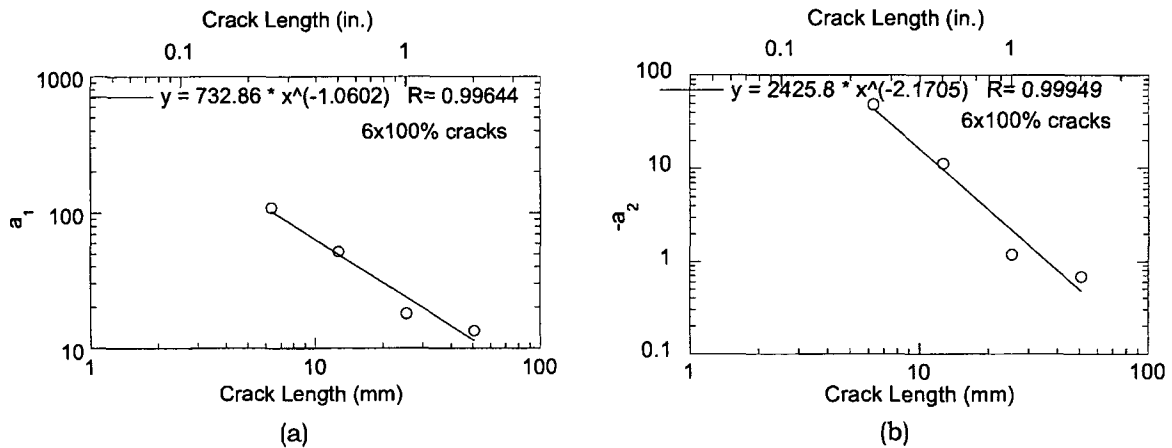 Crack Length (in.)
0.1 1
1000
y = 732.86 * x^(-1.0602) R= 0.99644
6x100% cracks
100
a1
10
1 10 100
Crack Length (mm)
(a)
Crack Length (in.)
0.1 1
100
y = 2425.8 * x^(-2.1705) R= 0.99949
6x100% cracks
10
-a2
1
0.1
1 10 100
Crack Length (mm)
(b)